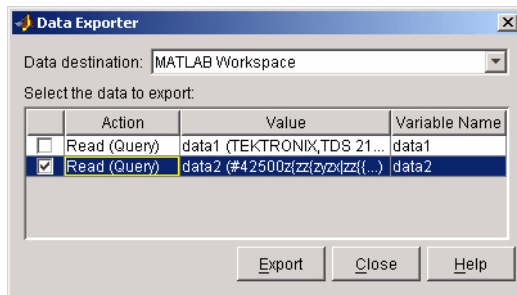 Data Exporter
Data destination: MATLAB Workspace
Select the data to export:
Action Value Variable Name
Read (Query) data1 (TEKTRONIX,TDS 21... data1
Read (Query) data2 (#42500z{zz{zyzx|zz{{...) data2
Export Close Help